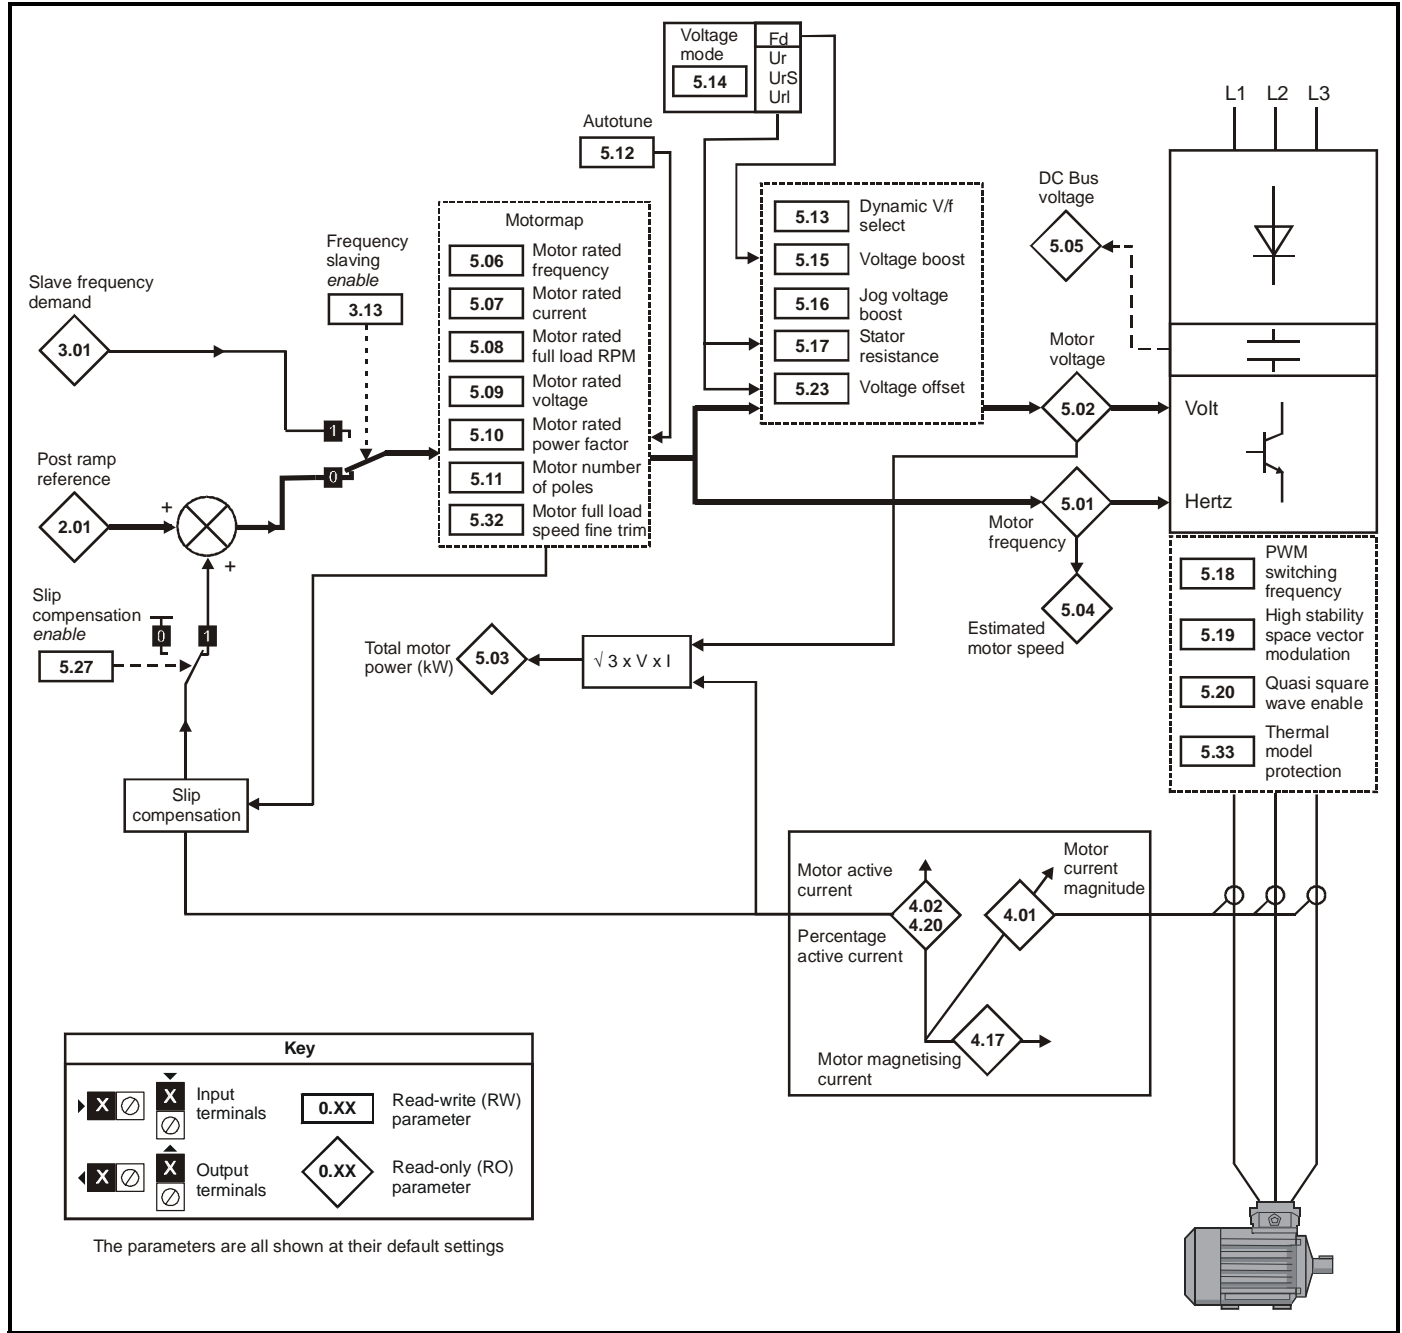 Voltage
mode
5.14
Fd
Ur
UrS
UrI
Autotune
5.12
L1 L2 L3
DC Bus
voltage
5.05
Motormap
5.06 Motor rated
frequency
5.07 Motor rated
current
5.08 Motor rated
full load RPM
5.09 Motor rated
voltage
5.10 Motor rated
power factor
5.11 Motor number
of poles
5.32 Motor full load
speed fine trim
5.13 Dynamic V/f
select
5.15 Voltage boost
5.16 Jog voltage
boost
5.17 Stator
resistance
5.23 Voltage offset
Frequency
slaving
enable
3.13
Slave frequency
demand
3.01
1
0
Post ramp
reference
2.01
+
+
Motor
voltage
5.02
Volt
5.01
Hertz
Motor
frequency
5.04
Estimated
motor speed
Slip
compensation
enable
0 1
5.27
Total motor
power (kW)
5.03
√ 3 x V x I
5.18 PWM
switching
frequency
5.19 High stability
space vector
modulation
5.20 Quasi square
wave enable
5.33 Thermal
model
protection
Slip
compensation
Motor active
current
4.02
4.20
Percentage
active current
4.01
Motor
current
magnitude
4.17
Motor magnetising
current
Key
X X Input
terminals
0.XX Read-write (RW)
parameter
X X Output
terminals
0.XX Read-only (RO)
parameter
The parameters are all shown at their default settings